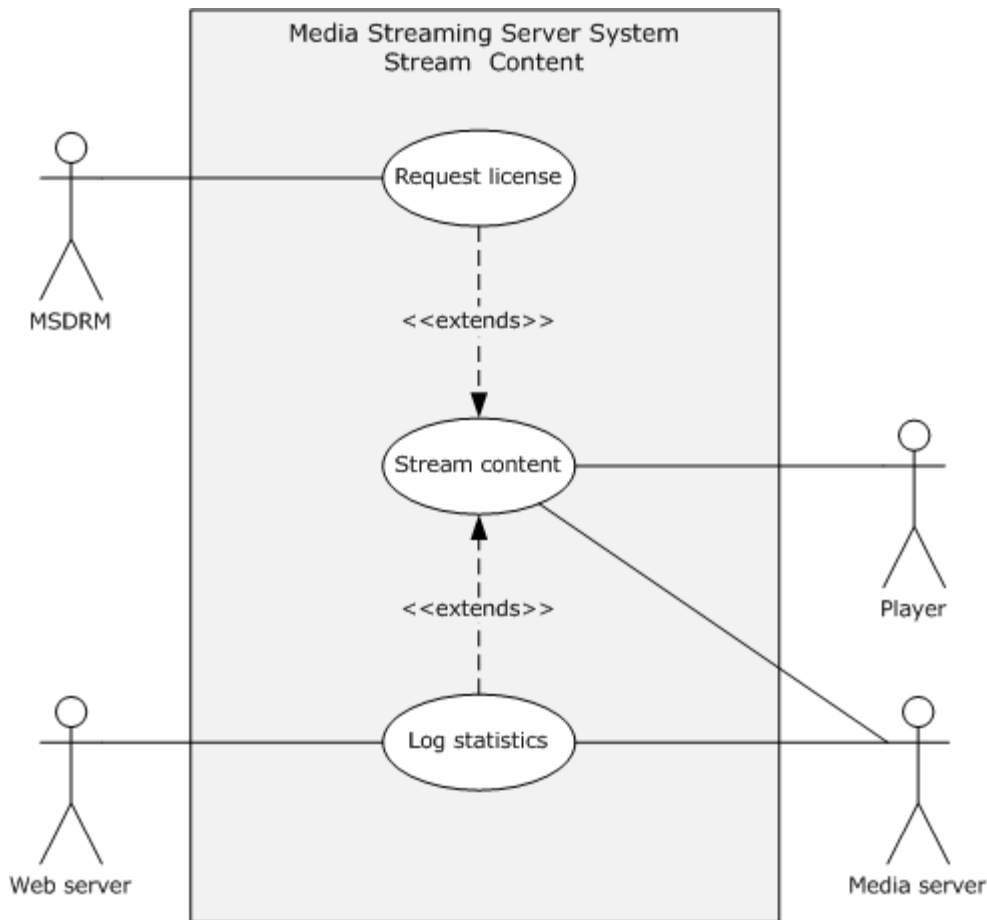 Media Streaming Server System
Stream Content
Request license
MSDRM
<<extends>>
Stream content
Player
<<extends>>
Log statistics
Web server
Media server